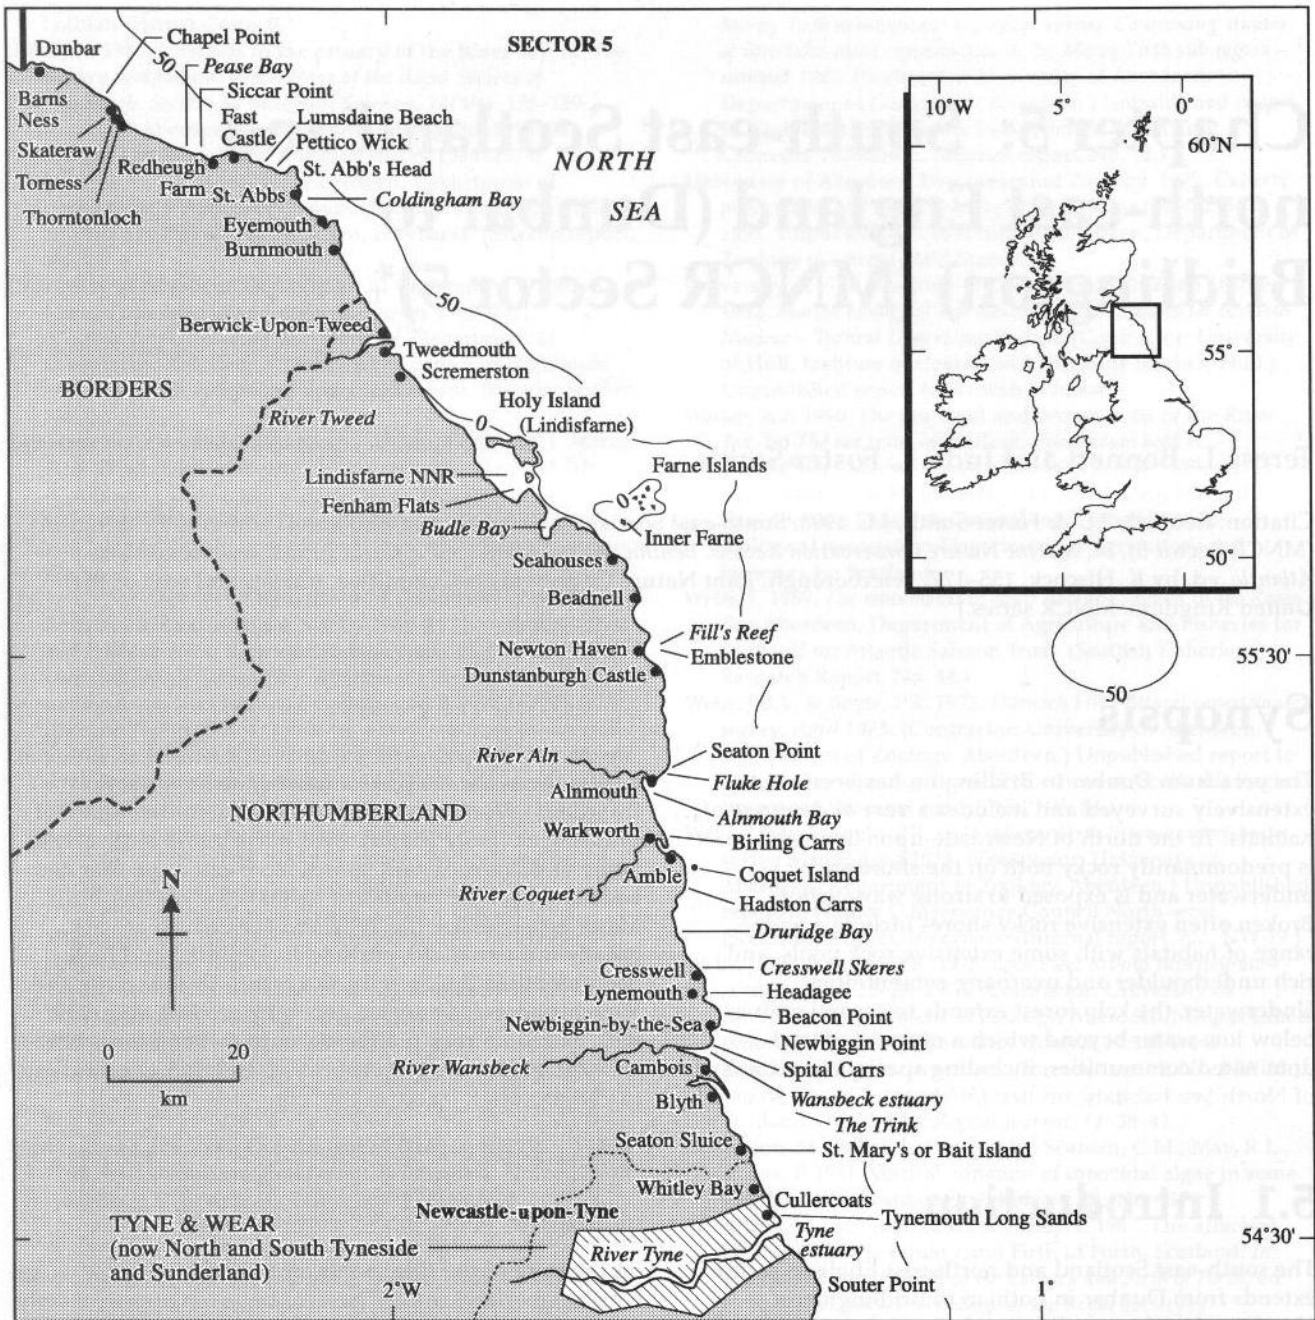 SECTOR 5
Dunbar
Chapel Point
50
Pease Bay
Siccar Point
Barns
Ness
Fast
Castle
Lumsdaine Beach
Pettico Wick
Skateraw
Redheugh
Farm
St. Abb's Head
Torness
St. Abbs
Coldingham Bay
Thorntonloch
Eyemouth
Burnmouth
NORTH
SEA
10°W
5°
0°
60°N
55°
50°
50
Berwick-Upon-Tweed
Tweedmouth
Scremerston
BORDERS
River Tweed
0
Holy Island
(Lindisfarne)
Lindisfarne NNR
Fenham Flats
Budle Bay
Farne Islands
Inner Farne
Seahouses
Beadnell
Fill's Reef
Newton Haven
Emblestone
Dunstanburgh Castle
55°30'
50
River Aln
Seaton Point
Alnmouth
Fluke Hole
NORTHUMBERLAND
Alnmouth Bay
Warkworth
Birling Carrs
Amble
Coquet Island
River Coquet
Hadston Carrs
N
Druridge Bay
Cresswell
Cresswell Skeres
Lynemouth
Headagee
Beacon Point
Newbiggin-by-the-Sea
Newbiggin Point
0
20
km
River Wansbeck
Cambois
Spital Carrs
Blyth
Wansbeck estuary
The Trink
Seaton Sluice
St. Mary's or Bait Island
Whitley Bay
Cullercoats
Newcastle-upon-Tyne
Tynemouth Long Sands
TYNE & WEAR
(now North and South Tyneside
and Sunderland)
River Tyne
Tyne
estuary
54°30'
Souter Point
2°W
1°